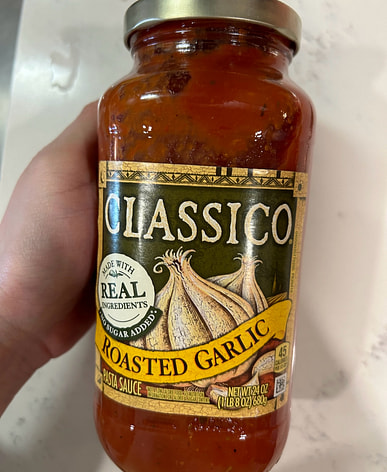 CLASSICO
MADE WITH
REAL
INGREDIENTS
NO SUGAR ADDED*
ROASTED GARLIC
45
PASTA SAUCE
NET WT 24 OZ
(1 LB 8 OZ) 680g